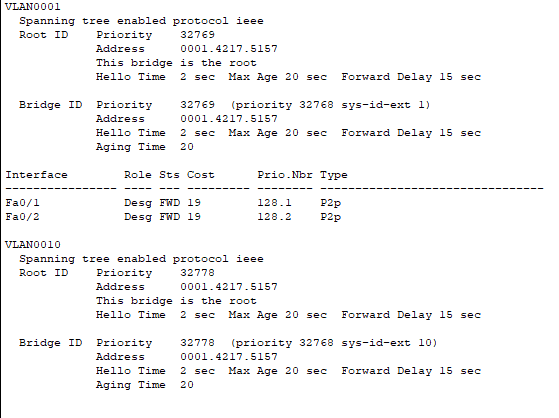 VLAN0001
  Spanning tree enabled protocol ieee
  Root ID    Priority    32769
             Address     0001.4217.5157
             This bridge is the root
             Hello Time  2 sec  Max Age 20 sec  Forward Delay 15 sec

  Bridge ID  Priority    32769  (priority 32768 sys-id-ext 1)
             Address     0001.4217.5157
             Hello Time  2 sec  Max Age 20 sec  Forward Delay 15 sec
             Aging Time  20

Interface        Role Sts Cost      Prio.Nbr Type
---------------- ---- --- --------- -------- --------------------------------
Fa0/1            Desg FWD 19        128.1    P2p
Fa0/2            Desg FWD 19        128.2    P2p

VLAN0010
  Spanning tree enabled protocol ieee
  Root ID    Priority    32778
             Address     0001.4217.5157
             This bridge is the root
             Hello Time  2 sec  Max Age 20 sec  Forward Delay 15 sec

  Bridge ID  Priority    32778  (priority 32768 sys-id-ext 10)
             Address     0001.4217.5157
             Hello Time  2 sec  Max Age 20 sec  Forward Delay 15 sec
             Aging Time  20